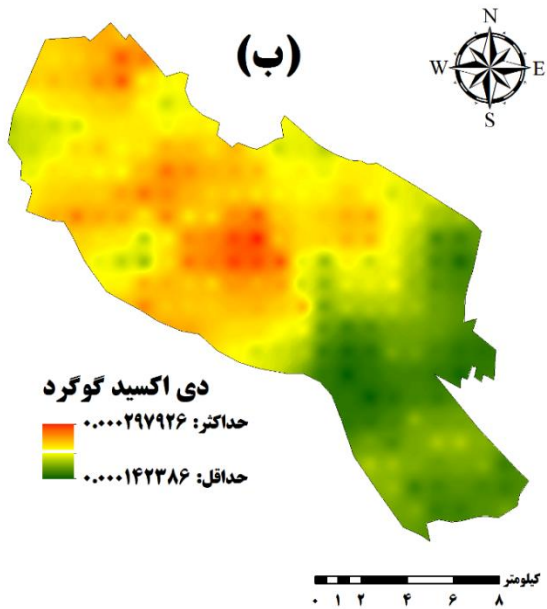 (ب)
N
W E
S
دی اکسید گوگرد
حداکثر: ۰.۰۰۰۲۹۷۹۲۶
حداقل: ۰.۰۰۰۱۴۲۳۸۶
کیلومتر
۰ ۱ ۲ ۴ ۶ ۸